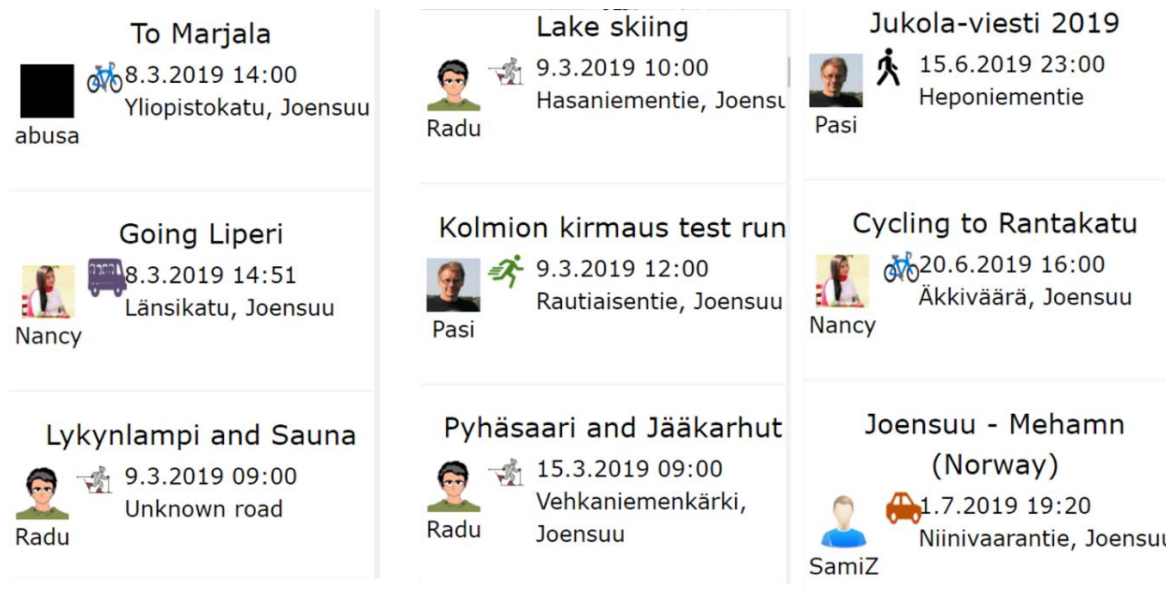 To Marjala
8.3.2019 14:00
Yliopistokatu, Joensuu
abusa
Going Liperi
8.3.2019 14:51
Länsikatu, Joensuu
Nancy
Lykynlampi and Sauna
9.3.2019 09:00
Unknown road
Radu
Lake skiing
9.3.2019 10:00
Hasaniementie, Joensu
Radu
Kolmion kirmaus test run
9.3.2019 12:00
Rautiaisentie, Joensuu
Pasi
Pyhäsaari and Jääkarhut
15.3.2019 09:00
Vehkaniemenkärki,
Joensuu
Radu
Jukola-viesti 2019
15.6.2019 23:00
Heponiementie
Pasi
Cycling to Rantakatu
20.6.2019 16:00
Äkkiväärä, Joensuu
Nancy
Joensuu - Mehamn
(Norway)
1.7.2019 19:20
Niinivaarantie, Joensuu
SamiZ